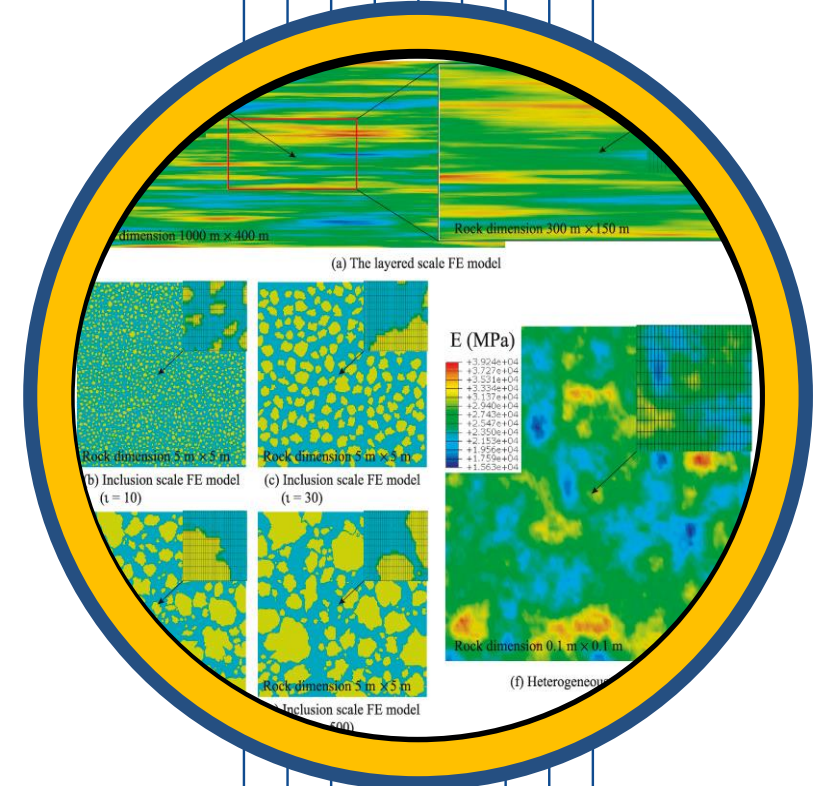 dimension 1000 m × 400 m
Rock dimension 300 m × 150 m
(a) The layered scale FE model
E (MPa)
+3.924e+04
+3.727e+04
+3.531e+04
+3.334e+04
+3.137e+04
+2.940e+04
+2.743e+04
+2.547e+04
+2.350e+04
+2.153e+04
+1.956e+04
+1.759e+04
+1.563e+04
Rock dimension 5 m × 5 m
(b) Inclusion scale FE model
(ι = 10)
Rock dimension 5 m × 5 m
(c) Inclusion scale FE model
(ι = 30)
Rock dimension 5 m × 5 m
Inclusion scale FE model
500)
Rock dimension 0.1 m × 0.1 m
(f) Heterogeneous